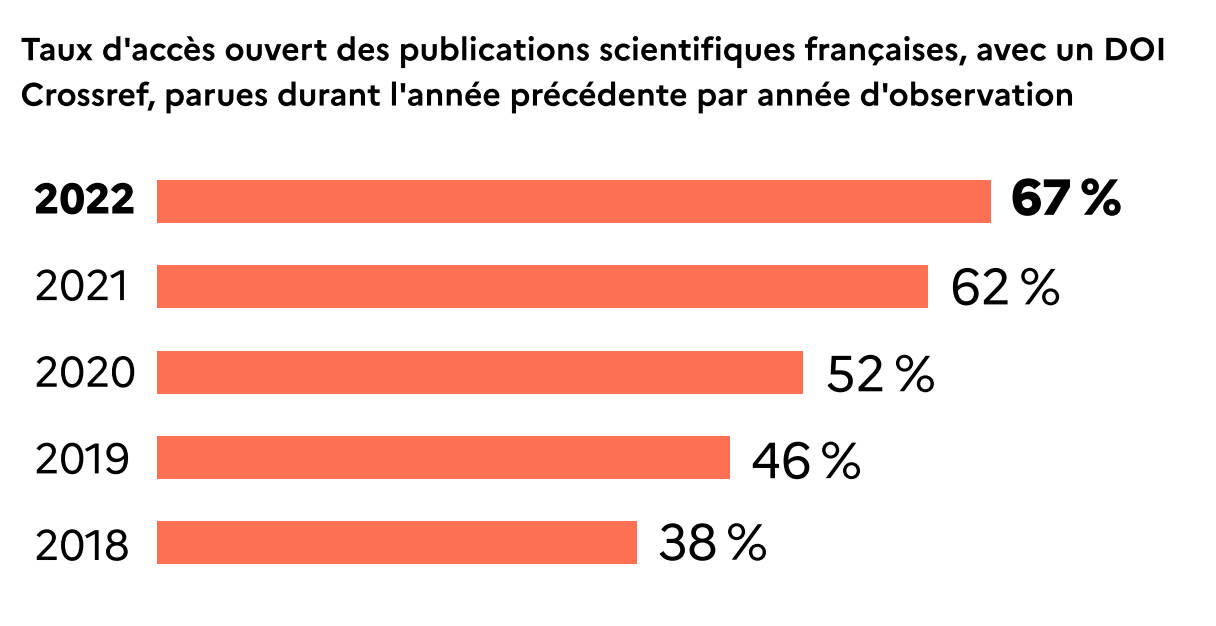 Taux d'accès ouvert des publications scientifiques françaises, avec un DOI
Crossref, parues durant l'année précédente par année d'observation
2022 67 %
2021 62 %
2020 52 %
2019 46 %
2018 38 %